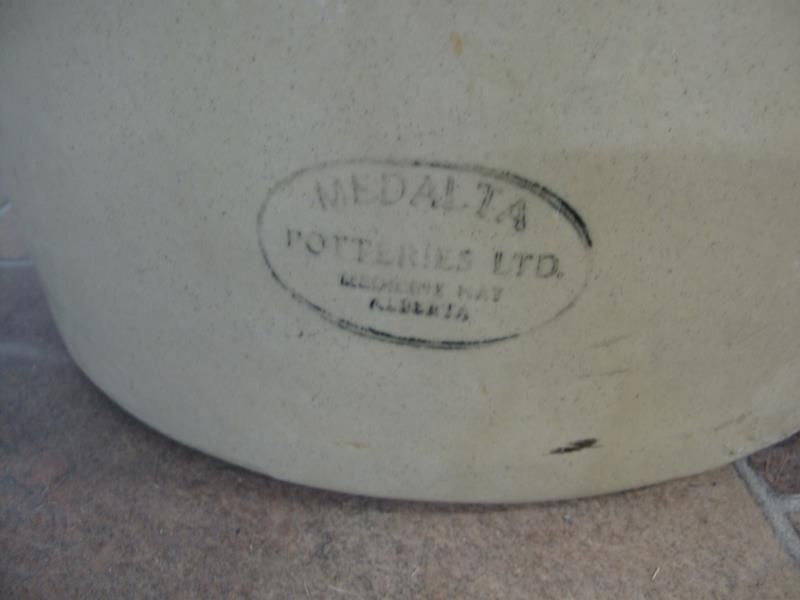 MEDALTA
POTTERIES LTD.
MEDICINE HAT
ALBERTA